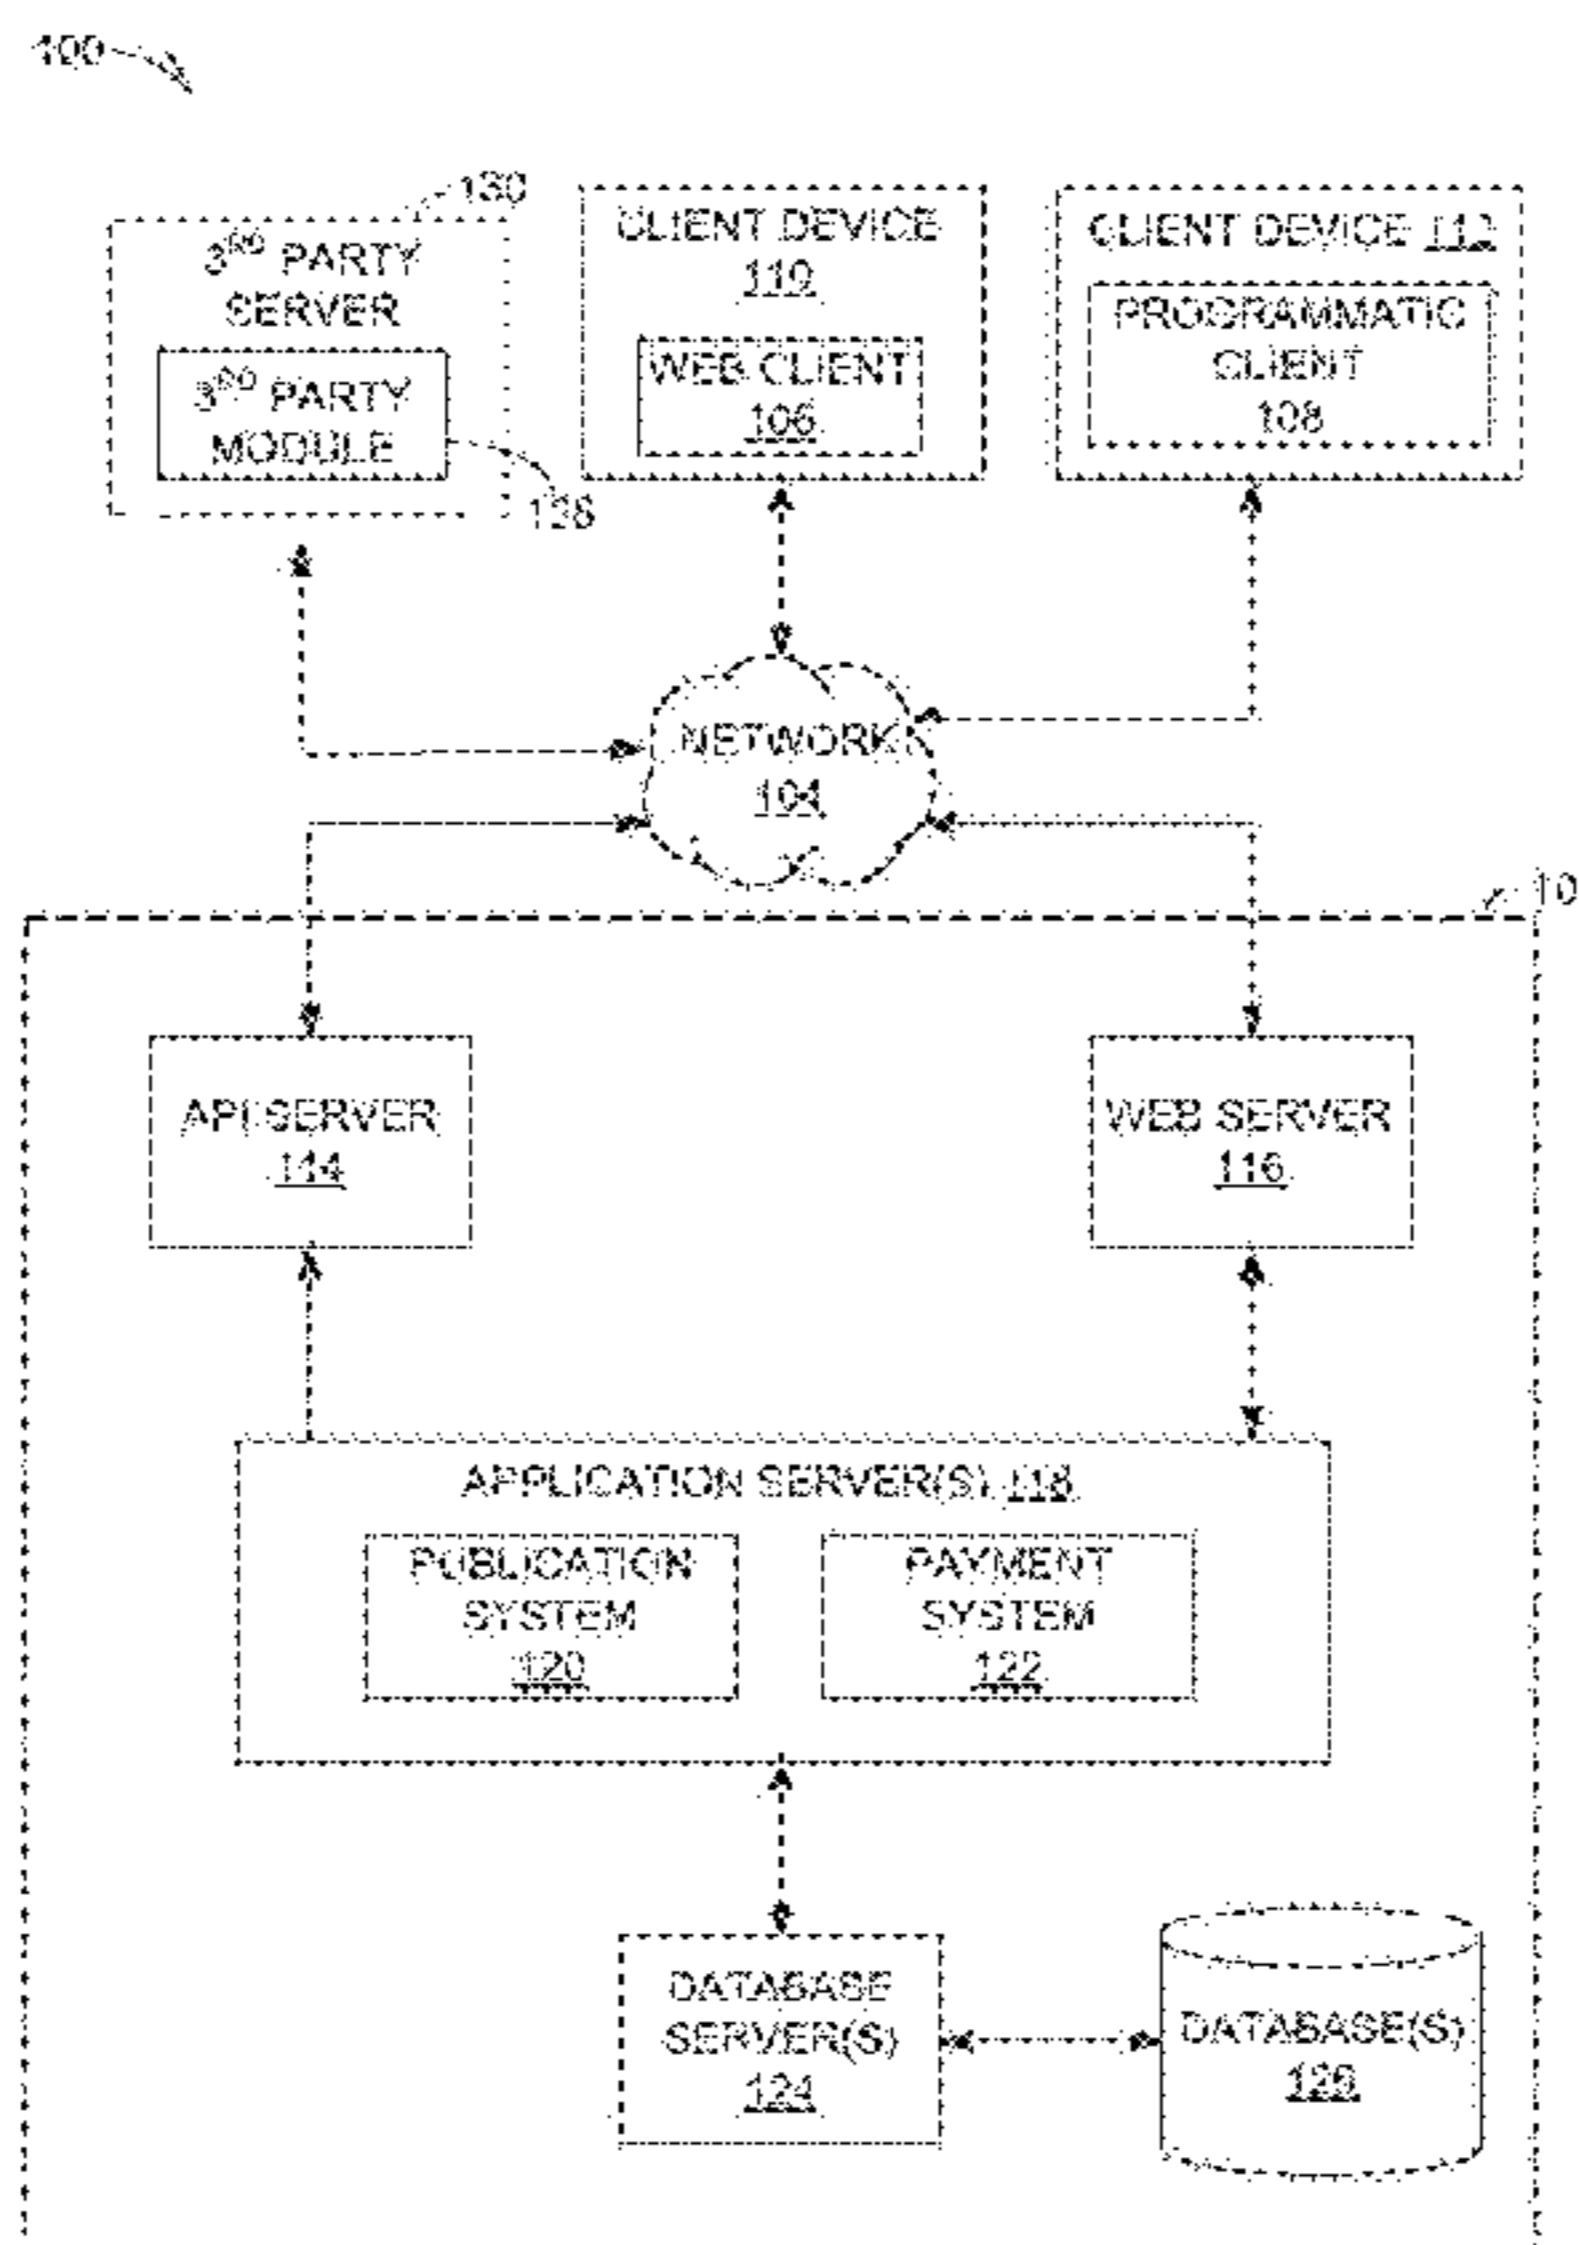 100
130
3RD PARTY
SERVER
3RD PARTY
MODULE
128
CLIENT DEVICE
110
WEB CLIENT
106
CLIENT DEVICE 112
PROGRAMMATIC
CLIENT
108
NETWORK
104
10
API SERVER
114
WEB SERVER
116
APPLICATION SERVER(S) 118
PUBLICATION
SYSTEM
120
PAYMENT
SYSTEM
122
DATABASE
SERVER(S)
124
DATABASE(S)
126